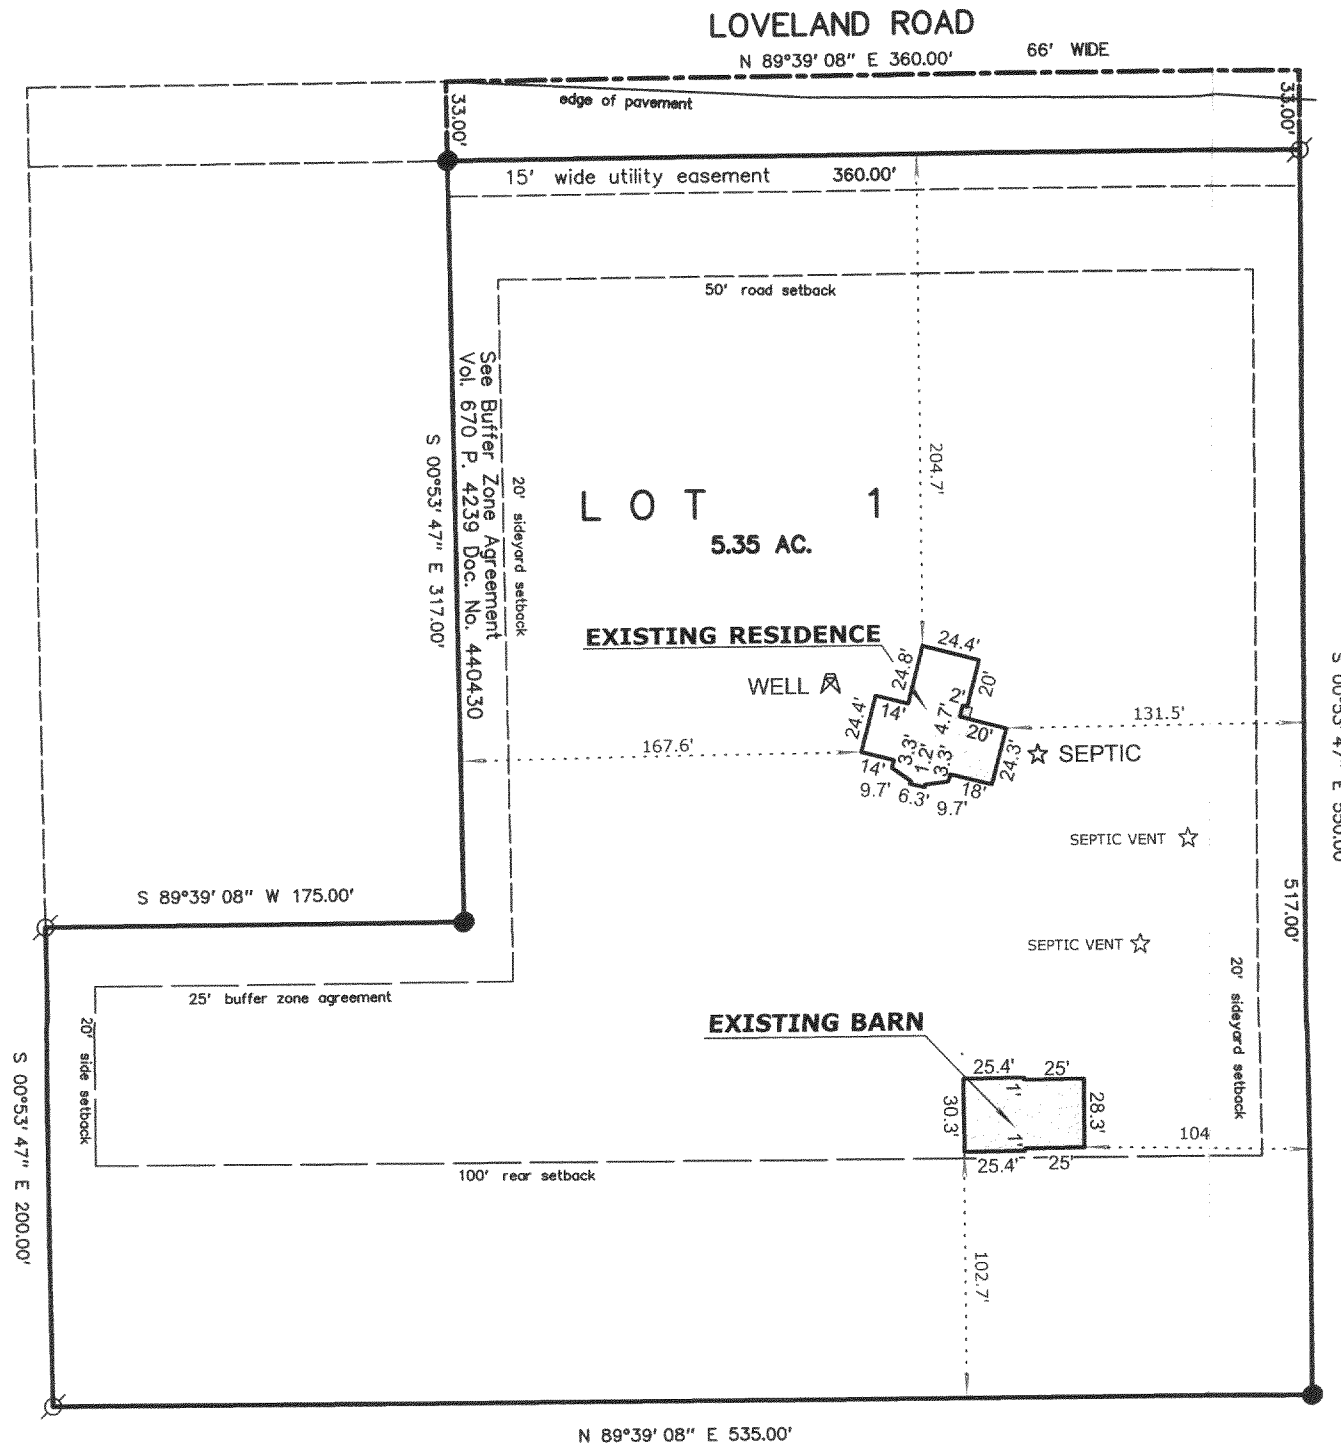 LOVELAND ROAD
N 89°39'08" E 360.00'
66' WIDE
33.00'
edge of pavement
33.00'
15' wide utility easement
360.00'
50' road setback
See Buffer Zone Agreement
Vol. 670 P. 4239 Doc. No. 440430
S 00°53'47" E 317.00'
20' sideyard setback
204.7'
LOT 1
5.35 AC.
EXISTING RESIDENCE
WELL
24.4'
24.8'
20'
2'
14'
4.7'
20'
24.4'
24.3'
3.3'
1.2'
3.3'
14'
18'
9.7'
6.3'
9.7'
167.6'
131.5'
SEPTIC
S 00°53'47" E 550.00'
SEPTIC VENT
517.00'
S 89°39'08" W 175.00'
SEPTIC VENT
25' buffer zone agreement
20' side setback
S 00°53'47" E 200.00'
20' sideyard setback
EXISTING BARN
25.4'
25'
1'
30.3'
28.3'
1'
25.4'
25'
104
100' rear setback
102.7'
N 89°39'08" E 535.00'